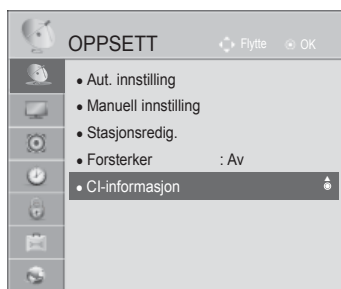 OPPSETT
Flytte OK
• Aut. innstilling
• Manuell innstilling
• Stasjonsredig.
• Forsterker : Av
• CI-informasjon